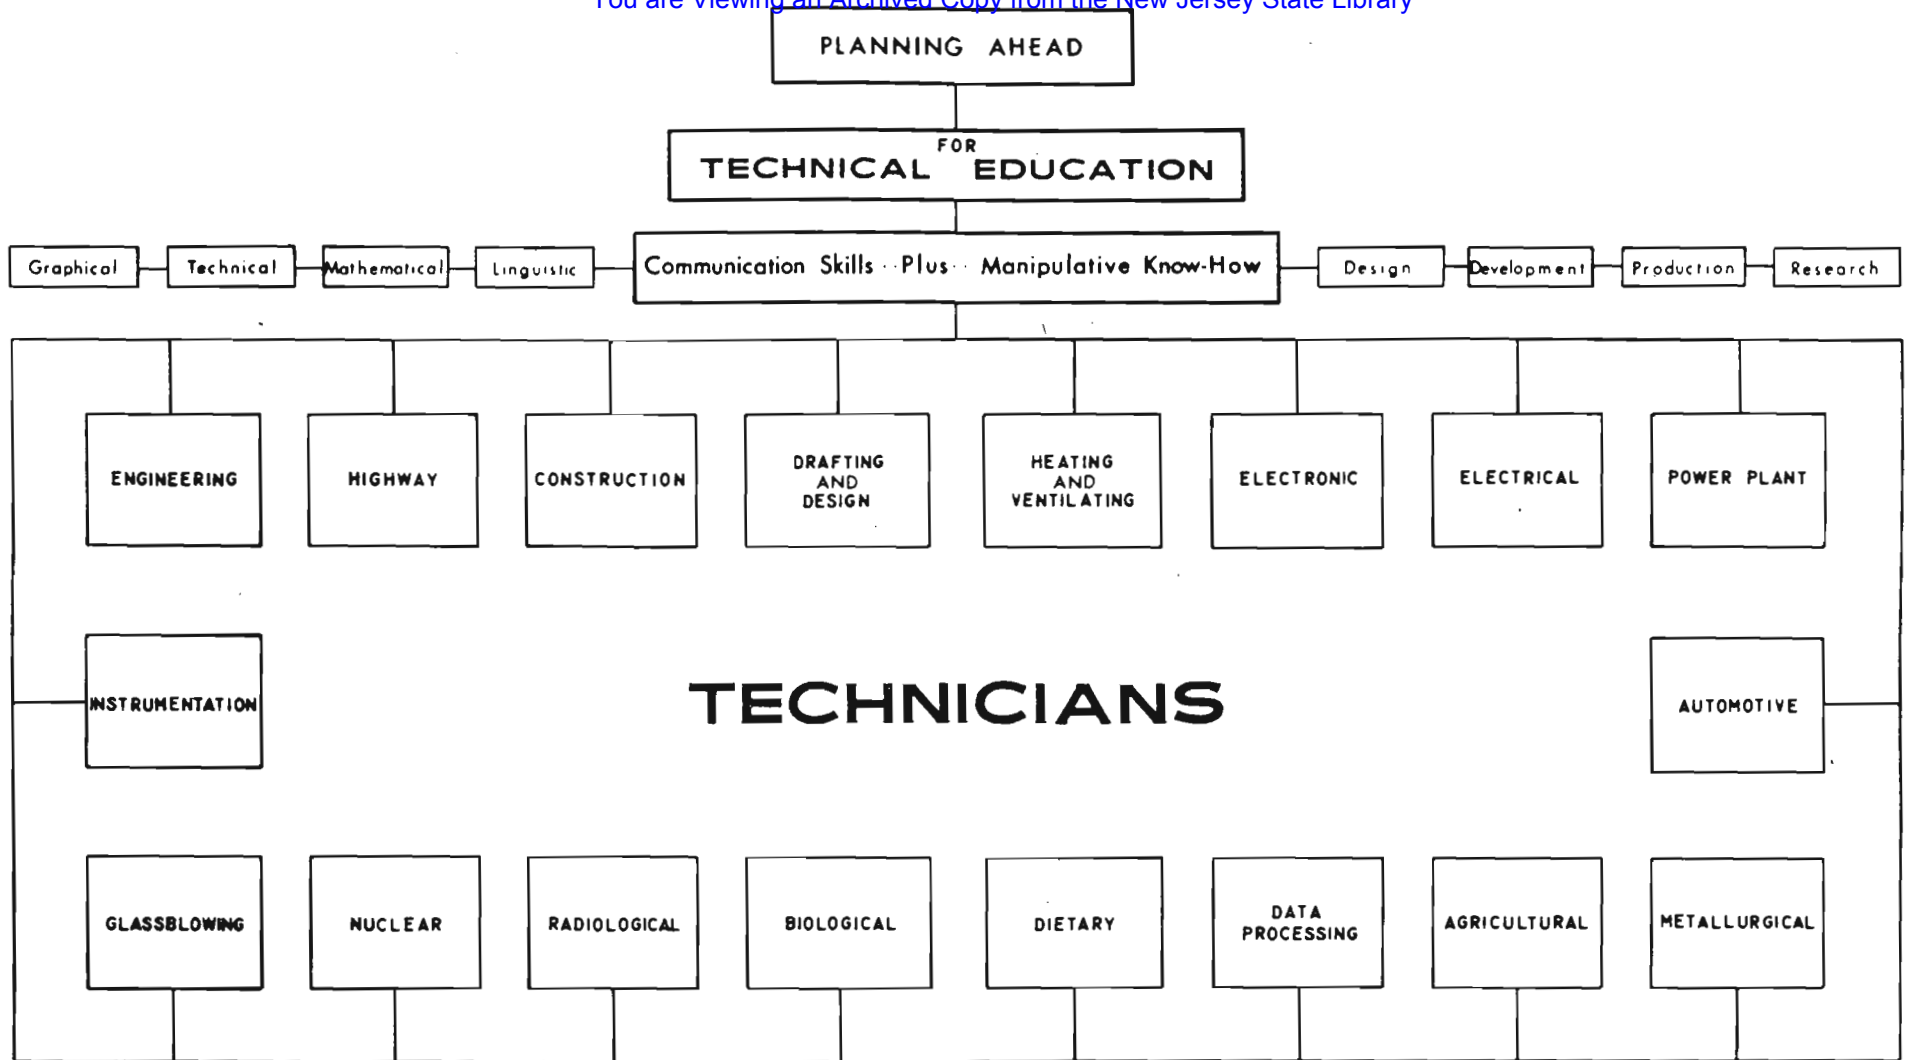 You are Viewing an Archived Copy from the New Jersey State Library
PLANNING AHEAD
FOR
TECHNICAL EDUCATION
Graphical
Technical
Mathematical
Linguistic
Communication Skills ·· Plus ·· Manipulative Know-How
Design
Development
Production
Research
ENGINEERING
HIGHWAY
CONSTRUCTION
DRAFTING
AND
DESIGN
HEATING
AND
VENTILATING
ELECTRONIC
ELECTRICAL
POWER PLANT
INSTRUMENTATION
TECHNICIANS
AUTOMOTIVE
GLASSBLOWING
NUCLEAR
RADIOLOGICAL
BIOLOGICAL
DIETARY
DATA
PROCESSING
AGRICULTURAL
METALLURGICAL